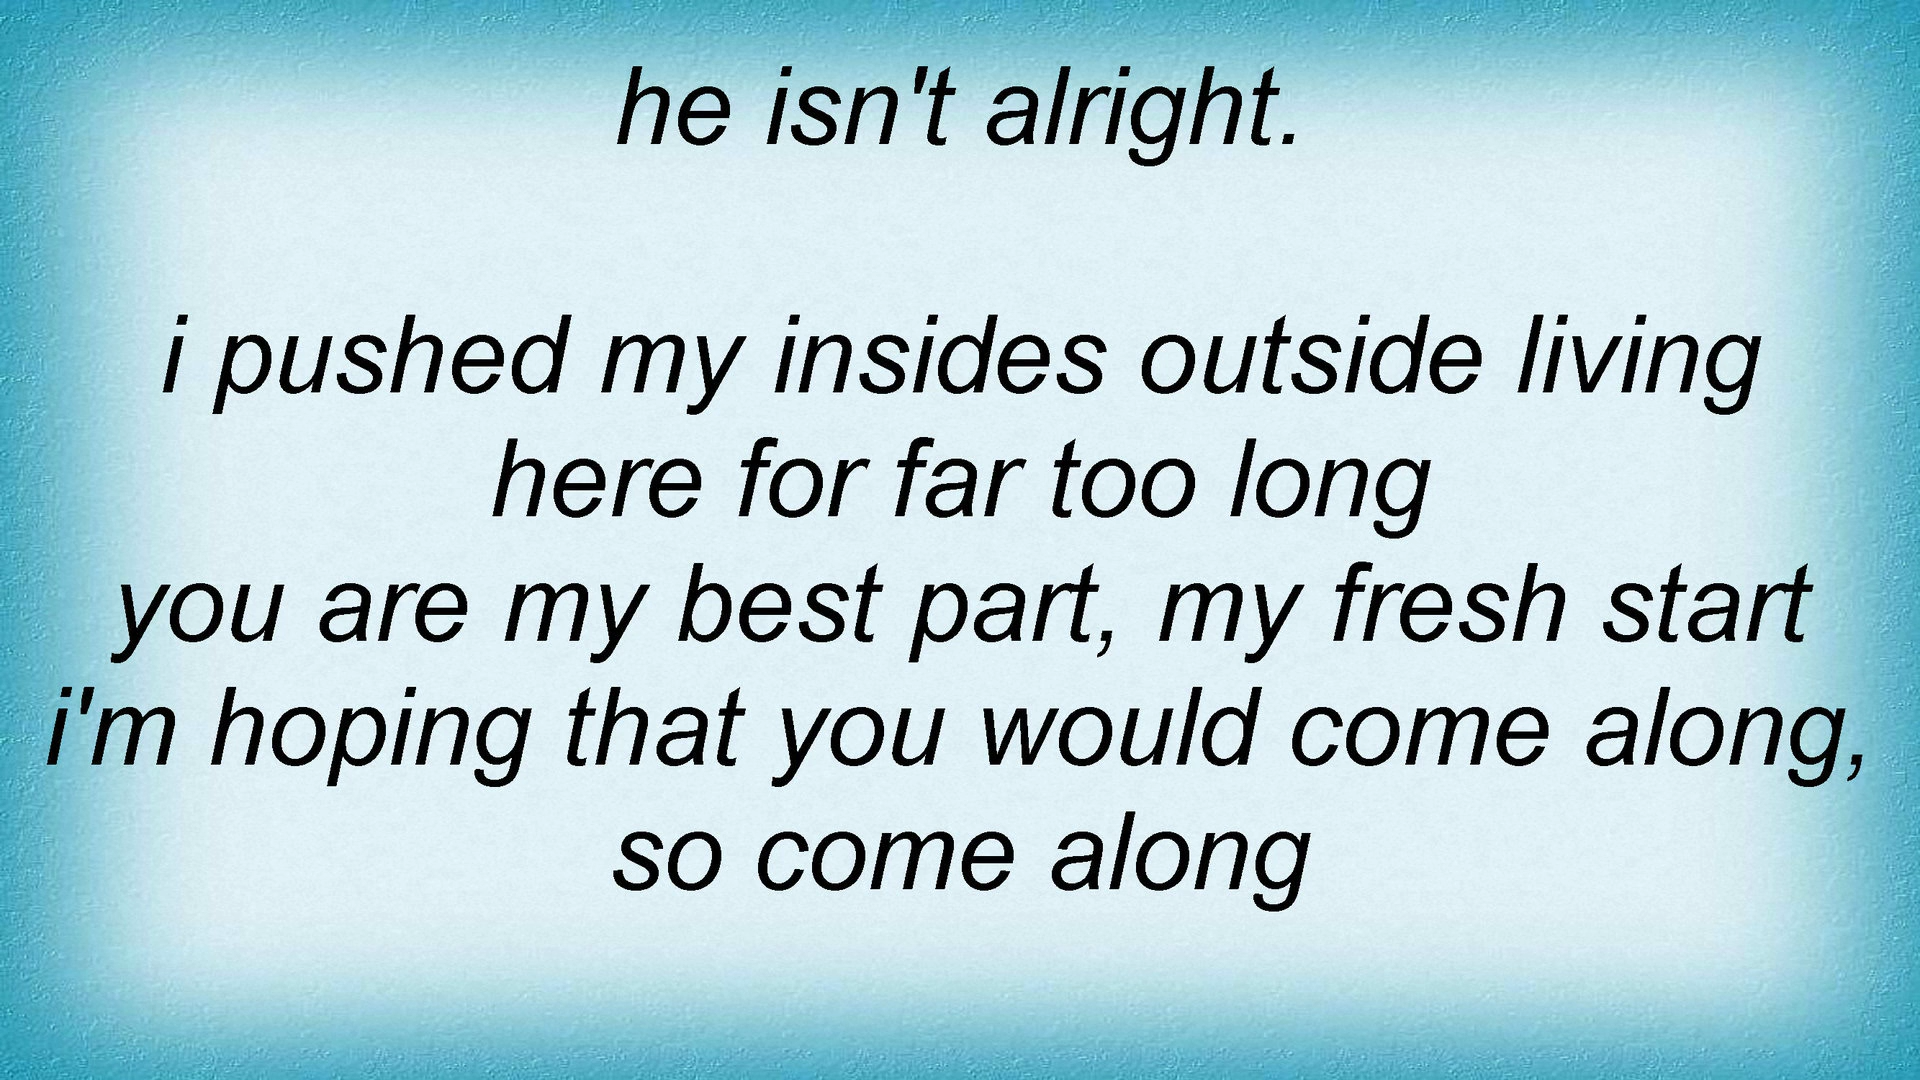 he isn't alright.
i pushed my insides outside living
here for far too long
you are my best part, my fresh start
i'm hoping that you would come along,
so come along